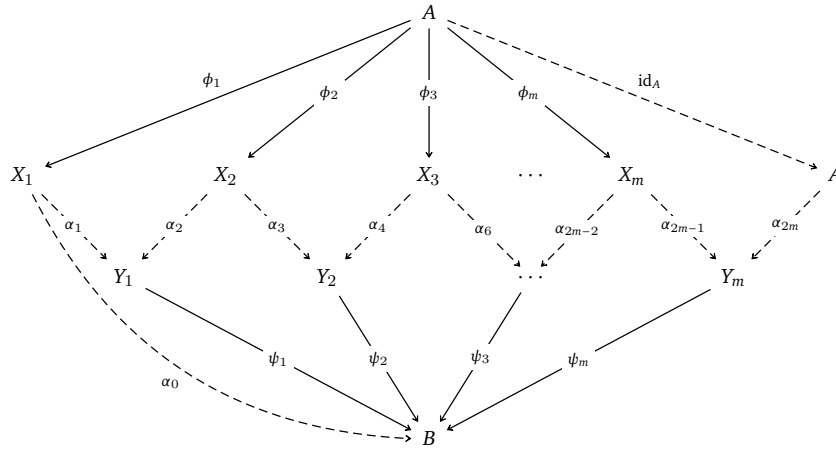 A
ϕ₁ ϕ₂ ϕ₃ ϕₘ id_A
X₁ X₂ X₃ ⋯ Xₘ A
α₁ α₂ α₃ α₄ α₆ α₂ₘ₋₂ α₂ₘ₋₁ α₂ₘ
Y₁ Y₂ ⋯ Yₘ
ψ₁ ψ₂ ψ₃ ψₘ
α₀
B